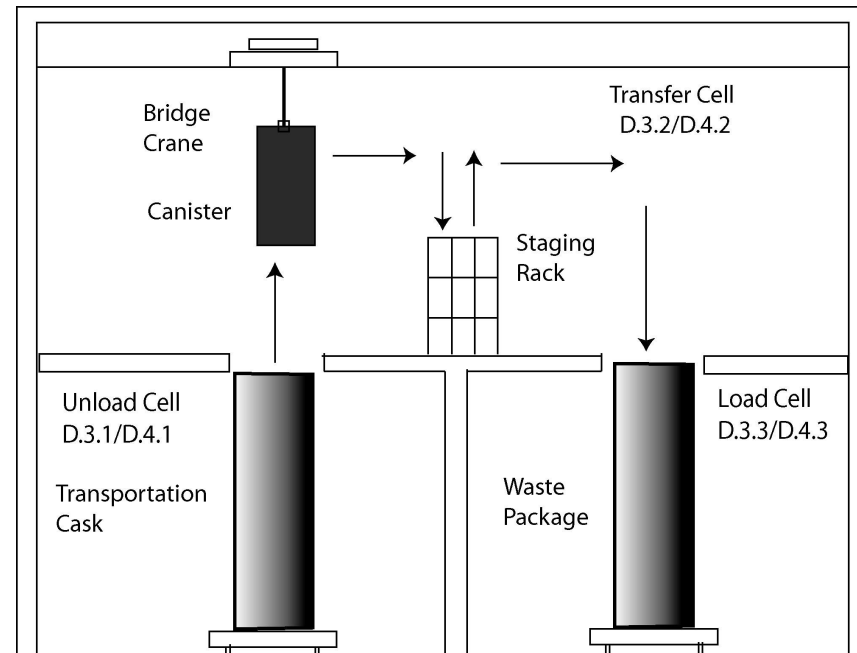 Bridge
Crane
Transfer Cell
D.3.2/D.4.2
Canister
Staging
Rack
Unload Cell
D.3.1/D.4.1
Load Cell
D.3.3/D.4.3
Transportation
Cask
Waste
Package